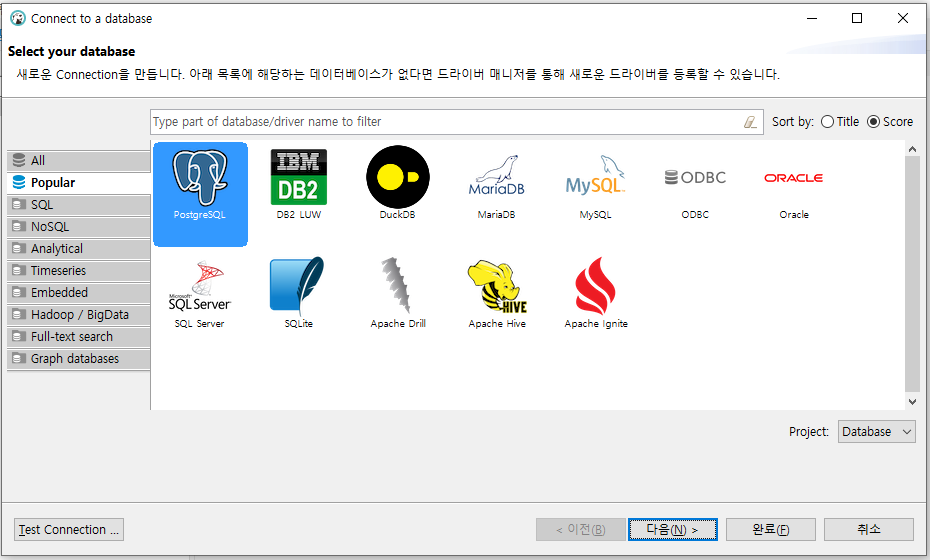 Connect to a database
Select your database
새로운 Connection을 만듭니다. 아래 목록에 해당하는 데이터베이스가 없다면 드라이버 매니저를 통해 새로운 드라이버를 등록할 수 있습니다.
Type part of database/driver name to filter
Sort by: Title Score
All
Popular
SQL
NoSQL
Analytical
Timeseries
Embedded
Hadoop / BigData
Full-text search
Graph databases
PostgreSQL
IBM
DB2
DB2 LUW
DuckDB
MariaDB
MariaDB
MySQL
MySQL
ODBC
ODBC
ORACLE
Oracle
Microsoft
SQL Server
SQL Server
SQLite
Apache Drill
HIVE
Apache Hive
Apache Ignite
Project: Database
Test Connection ...
< 이전(B)
다음(N) >
완료(F)
취소